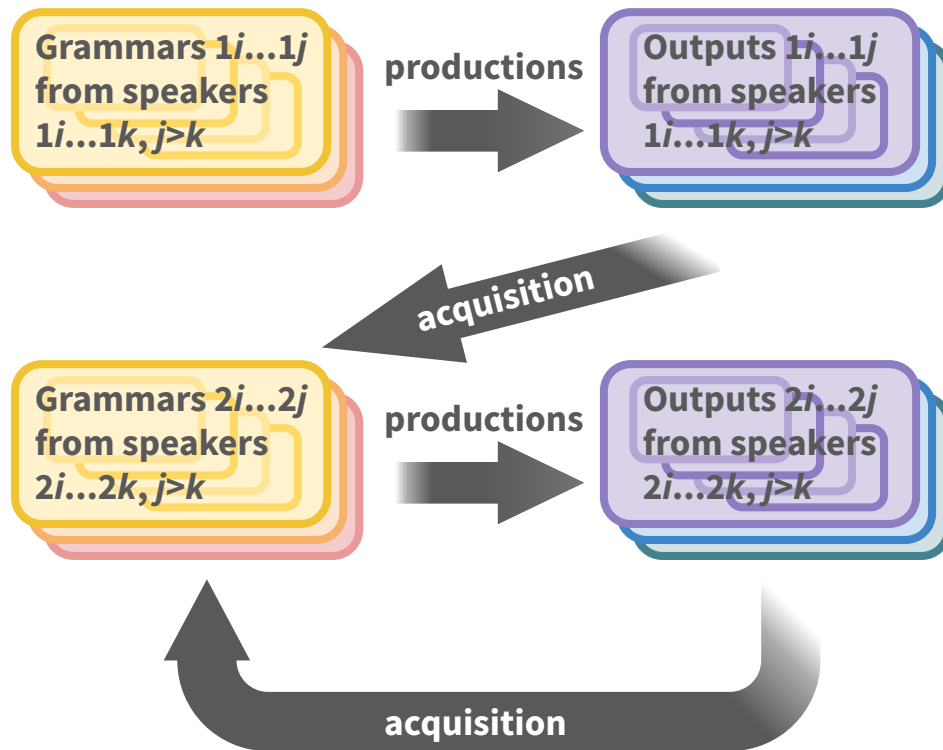 Grammars 1i...1j
from speakers
1i...1k, j>k
productions
Outputs 1i...1j
from speakers
1i...1k, j>k
acquisition
Grammars 2i...2j
from speakers
2i...2k, j>k
productions
Outputs 2i...2j
from speakers
2i...2k, j>k
acquisition